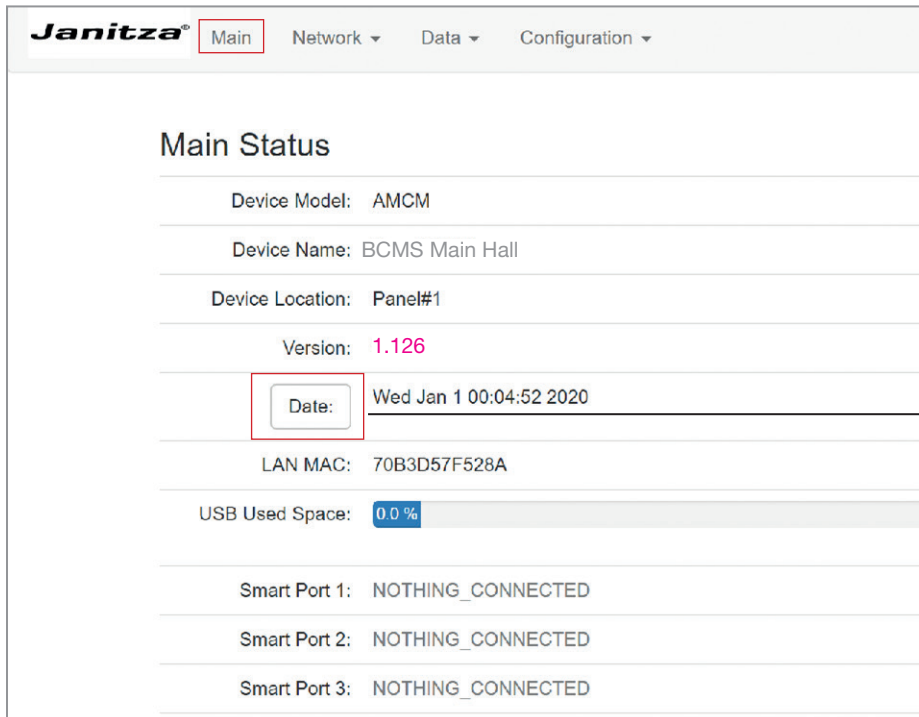 Janitza® Main Network Data Configuration
Main Status
Device Model: AMCM
Device Name: BCMS Main Hall
Device Location: Panel#1
Version: 1.126
Date: Wed Jan 1 00:04:52 2020
LAN MAC: 70B3D57F528A
USB Used Space: 0.0 %
Smart Port 1: NOTHING_CONNECTED
Smart Port 2: NOTHING_CONNECTED
Smart Port 3: NOTHING_CONNECTED